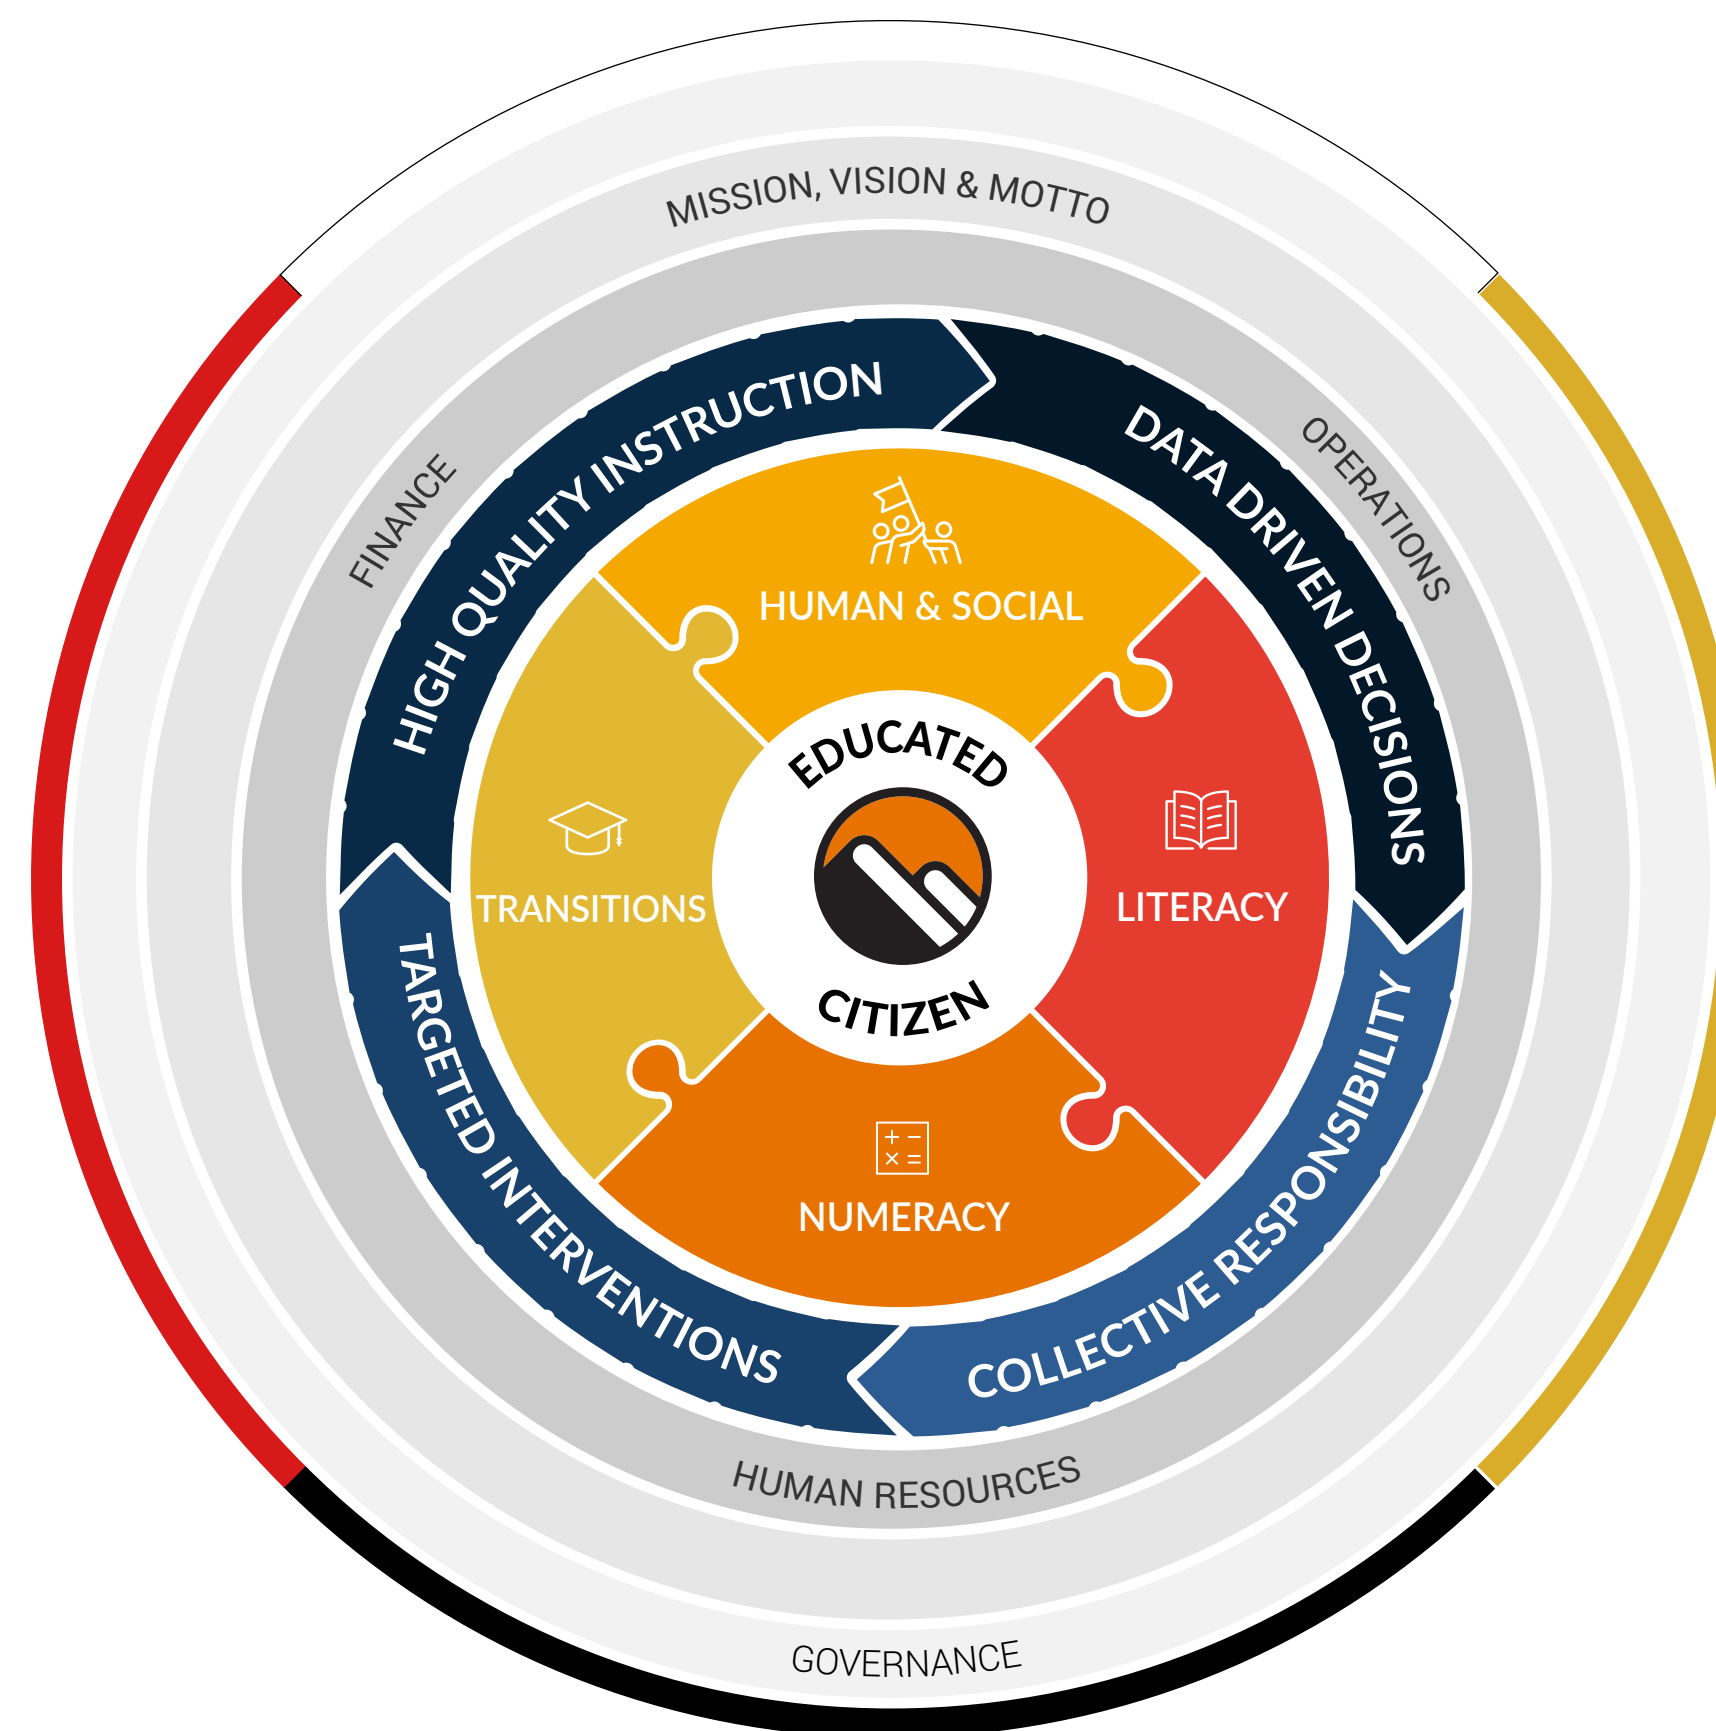 MISSION, VISION & MOTTO
FINANCE
OPERATIONS
HIGH QUALITY INSTRUCTION
DATA DRIVEN DECISIONS
HUMAN & SOCIAL
EDUCATED
CITIZEN
TRANSITIONS
LITERACY
NUMERACY
TARGETED INTERVENTIONS
COLLECTIVE RESPONSIBILITY
HUMAN RESOURCES
GOVERNANCE